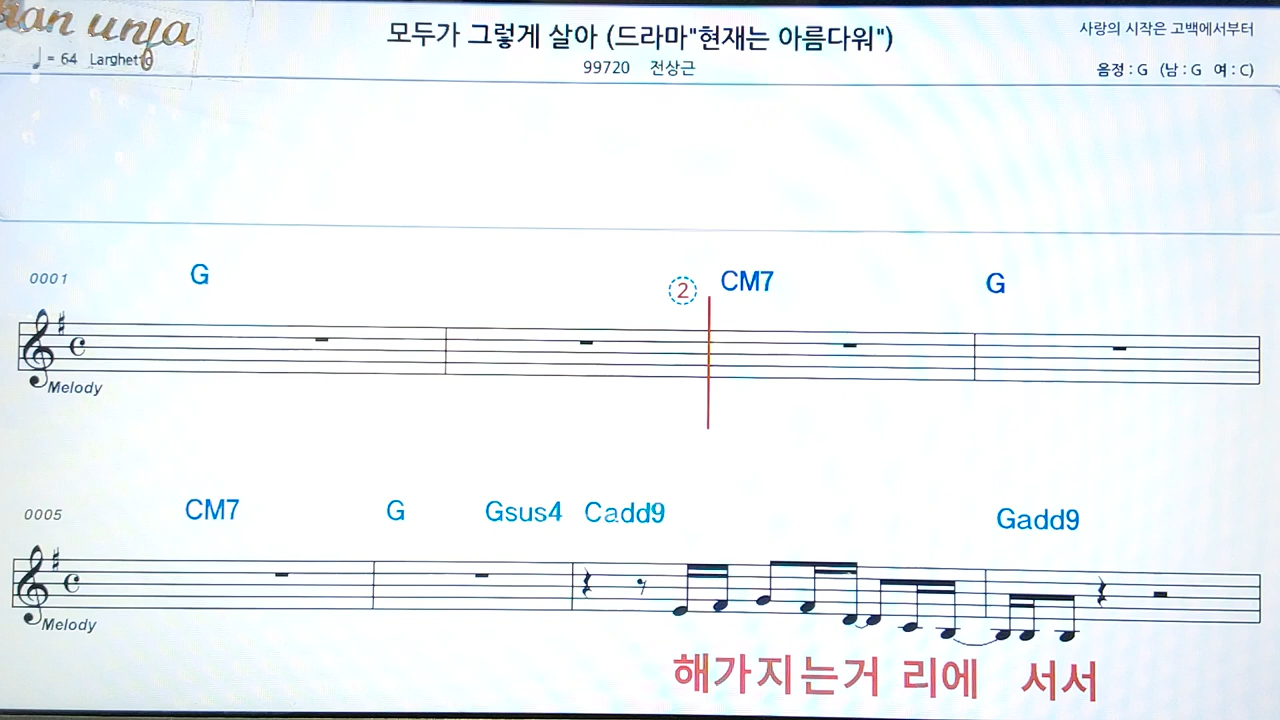 모두가 그렇게 살아 (드라마"현재는 아름다워")
사랑의 시작은 고백에서부터
♩= 64 Larghetto
99720 전상근
음정 : G (남 : G 여 : C)
0001 G ② CM7 G
Melody
0005 CM7 G Gsus4 Cadd9 Gadd9
Melody
해가지는거 리에 서서